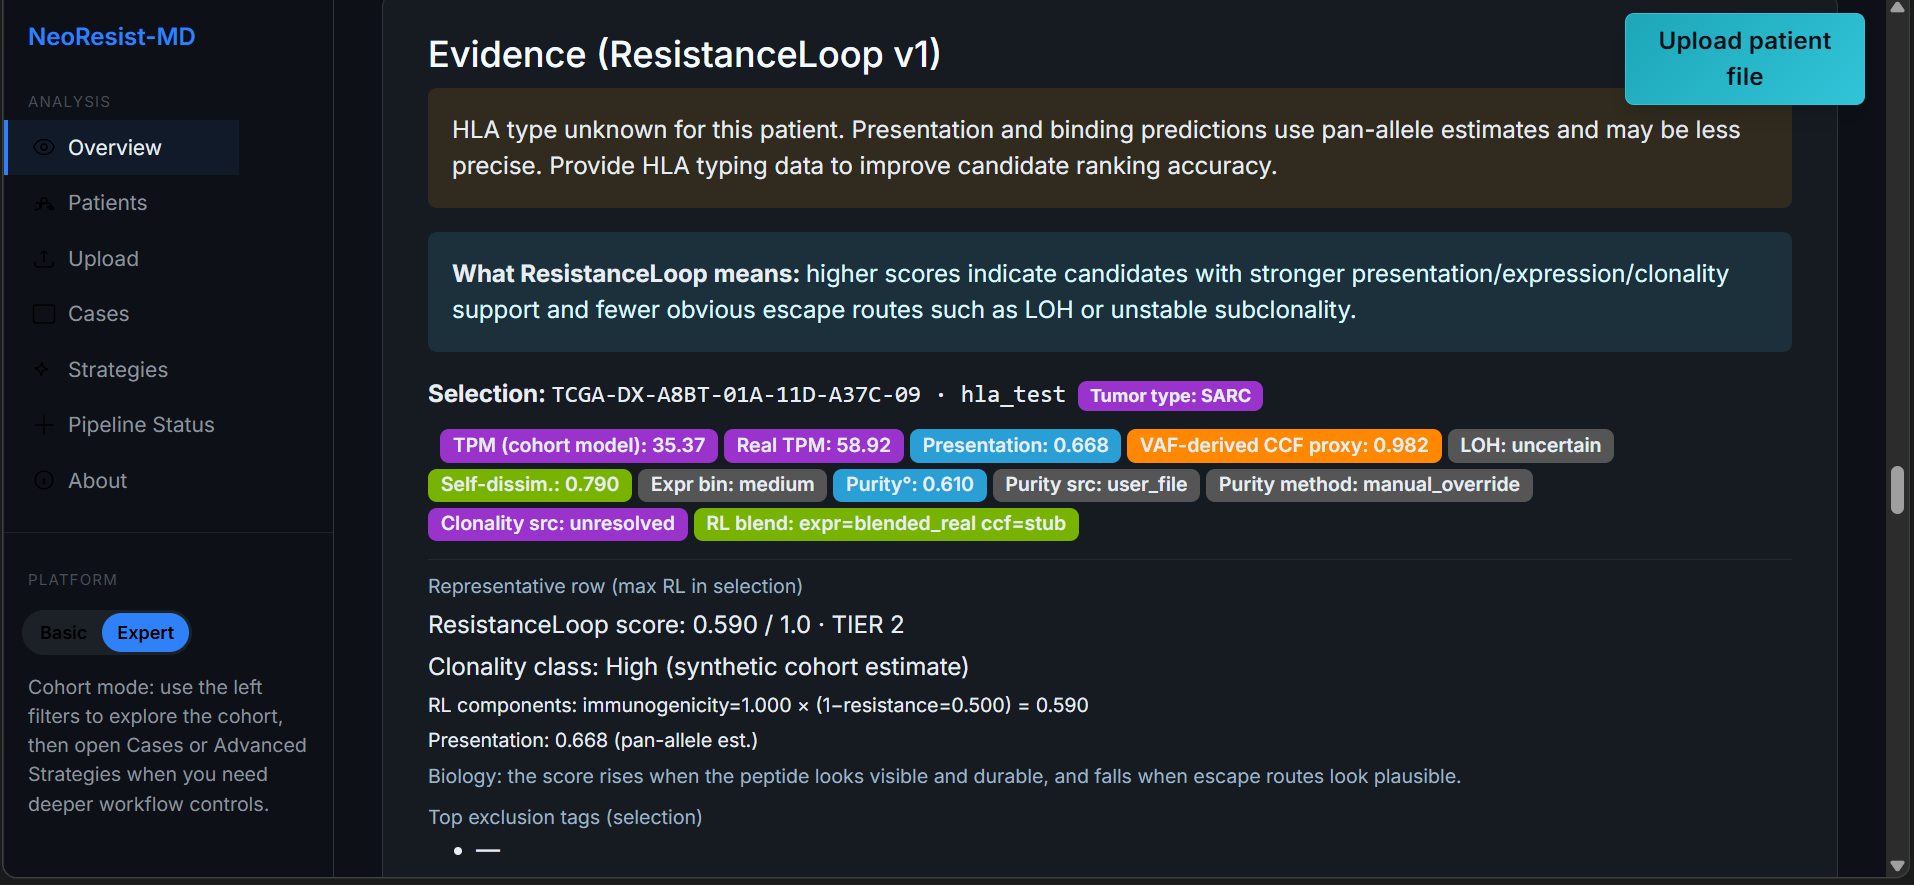 NeoResist-MD
ANALYSIS
Overview
Patients
Upload
Cases
Strategies
Pipeline Status
About
PLATFORM
Basic Expert
Cohort mode: use the left
filters to explore the cohort,
then open Cases or Advanced
Strategies when you need
deeper workflow controls.
Upload patient
file
Evidence (ResistanceLoop v1)
HLA type unknown for this patient. Presentation and binding predictions use pan-allele estimates and may be less
precise. Provide HLA typing data to improve candidate ranking accuracy.
What ResistanceLoop means: higher scores indicate candidates with stronger presentation/expression/clonality
support and fewer obvious escape routes such as LOH or unstable subclonality.
Selection: TCGA-DX-A8BT-01A-11D-A37C-09 · hla_test Tumor type: SARC
TPM (cohort model): 35.37 Real TPM: 58.92 Presentation: 0.668 VAF-derived CCF proxy: 0.982 LOH: uncertain
Self-dissim.: 0.790 Expr bin: medium Purity°: 0.610 Purity src: user_file Purity method: manual_override
Clonality src: unresolved RL blend: expr=blended_real ccf=stub
Representative row (max RL in selection)
ResistanceLoop score: 0.590 / 1.0 · TIER 2
Clonality class: High (synthetic cohort estimate)
RL components: immunogenicity=1.000 × (1−resistance=0.500) = 0.590
Presentation: 0.668 (pan-allele est.)
Biology: the score rises when the peptide looks visible and durable, and falls when escape routes look plausible.
Top exclusion tags (selection)
• —